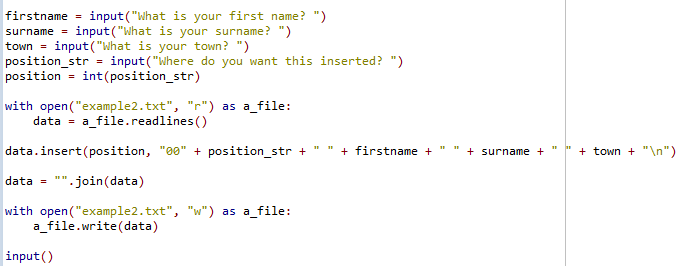 firstname = input("What is your first name? ")
surname = input("What is your surname? ")
town = input("What is your town? ")
position_str = input("Where do you want this inserted? ")
position = int(position_str)
with open("example2.txt", "r") as a_file:
    data = a_file.readlines()
data.insert(position, "00" + position_str + " " + firstname + " " + surname + " " + town + "\n")
data = "".join(data)
with open("example2.txt", "w") as a_file:
    a_file.write(data)
input()